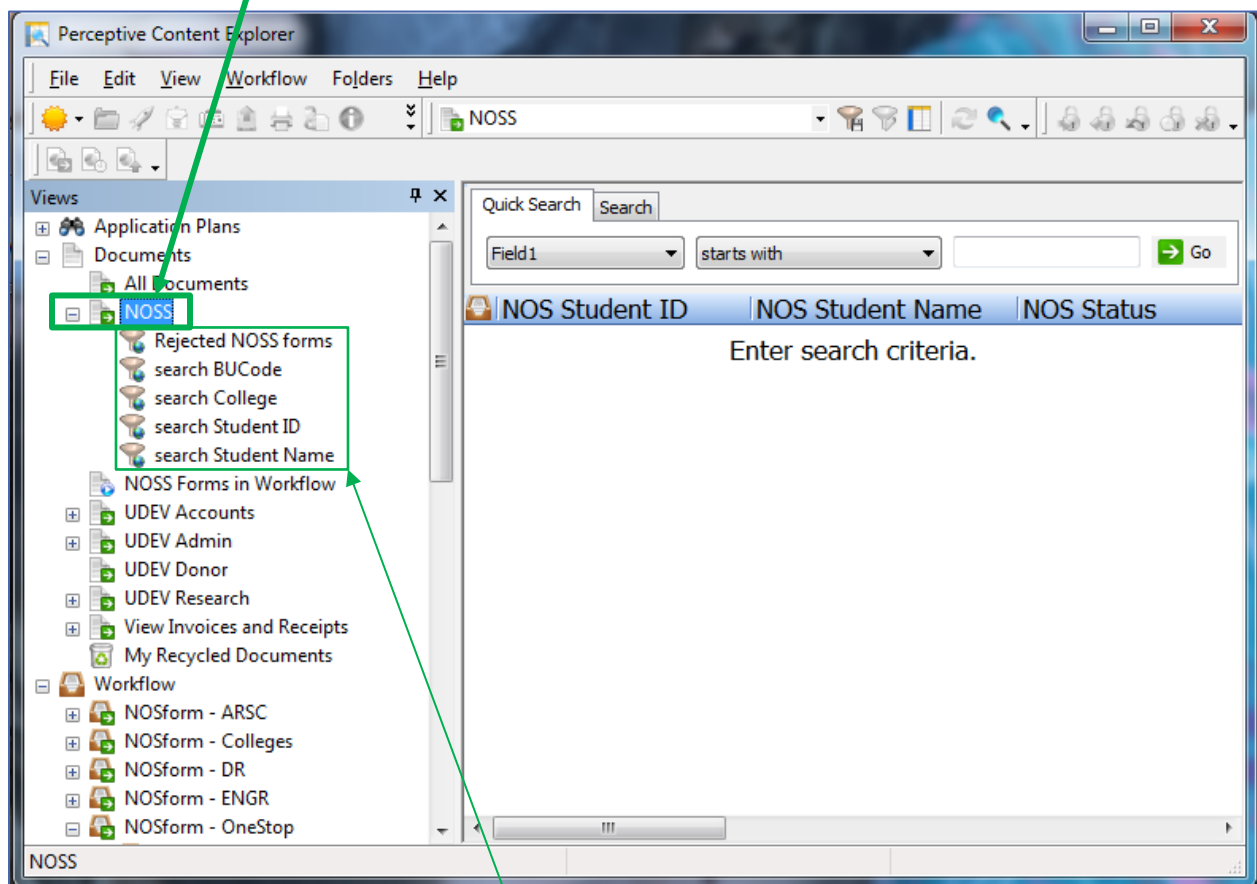 Perceptive Content Explorer
File Edit View Workflow Folders Help
NOSS
Views
Application Plans
Documents
All Documents
NOSS
Rejected NOSS forms
search BUCode
search College
search Student ID
search Student Name
NOSS Forms in Workflow
UDEV Accounts
UDEV Admin
UDEV Donor
UDEV Research
View Invoices and Receipts
My Recycled Documents
Workflow
NOSform - ARSC
NOSform - Colleges
NOSform - DR
NOSform - ENGR
NOSform - OneStop
Quick Search Search
Field1 starts with Go
NOS Student ID NOS Student Name NOS Status
Enter search criteria.
NOSS